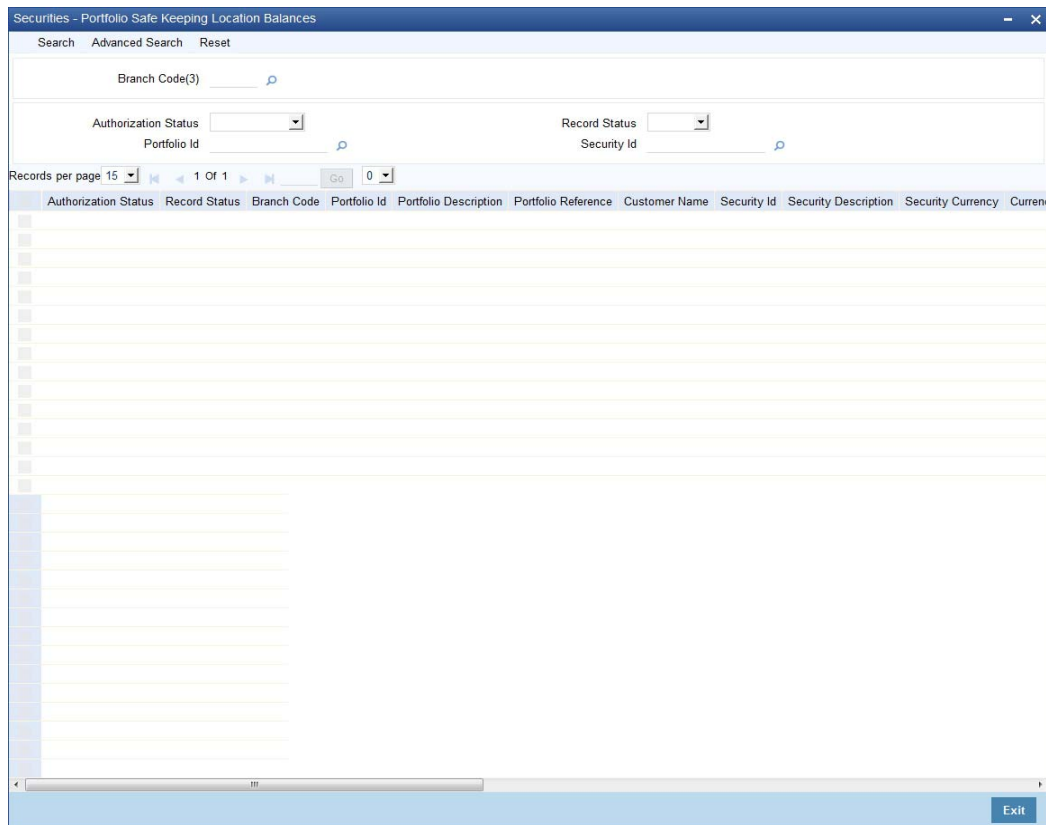 Securities - Portfolio Safe Keeping Location Balances
Search Advanced Search Reset
Branch Code(3)
Authorization Status Record Status
Portfolio Id Security Id
Records per page 15 1 Of 1 Go 0
Authorization Status Record Status Branch Code Portfolio Id Portfolio Description Portfolio Reference Customer Name Security Id Security Description Security Currency Curren
Exit